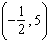 (-1/2, 5)